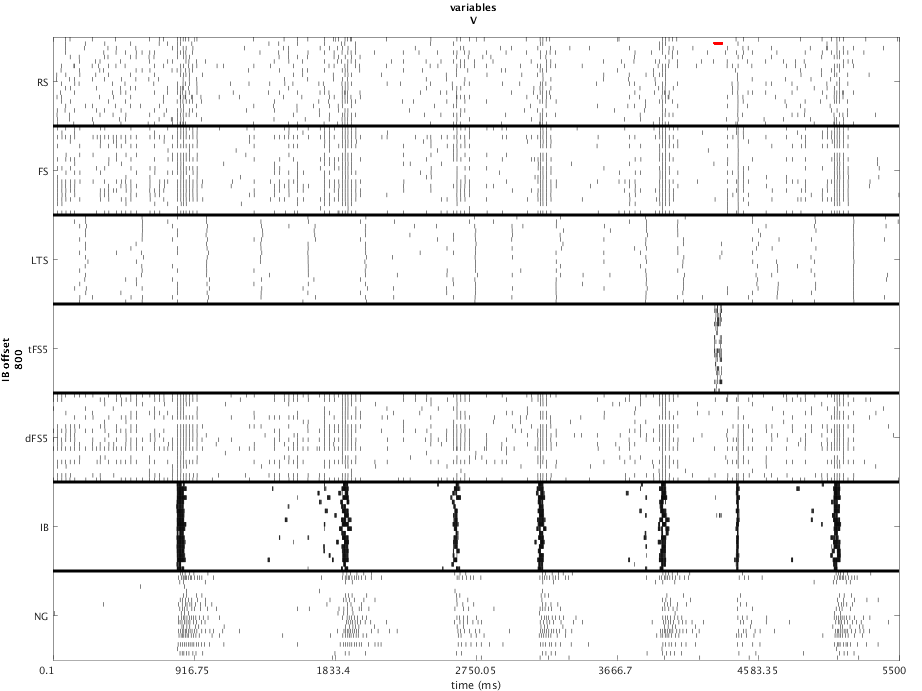 variables
V
RS
FS
LTS
tFS5
dFS5
IB
NG
IB offset
800
0.1 916.75 1833.4 2750.05 3666.7 4583.35 5500
time (ms)